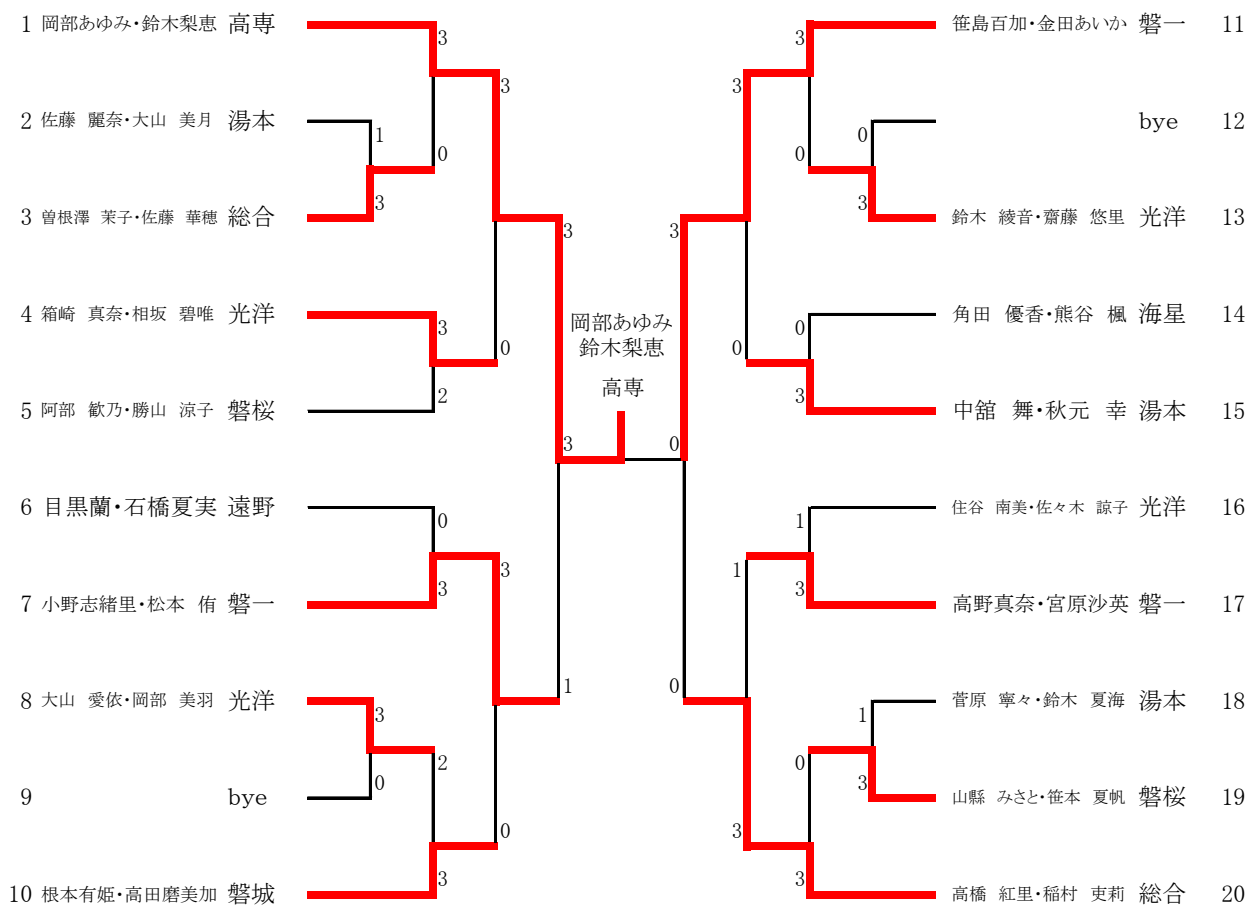 1 岡部あゆみ・鈴木梨恵 高専
2 佐藤 麗奈・大山 美月 湯本
3 曽根澤 茉子・佐藤 華穂 総合
4 箱崎 真奈・相坂 碧唯 光洋
5 阿部 歓乃・勝山 涼子 磐桜
6 目黒蘭・石橋夏実 遠野
7 小野志緒里・松本 侑 磐一
8 大山 愛依・岡部 美羽 光洋
9 bye
10 根本有姫・高田磨美加 磐城
3
1
3
0
3
3
2
0
0
3
3
0
3
2
3
3
0
3
1
3
0
岡部あゆみ
鈴木梨恵
高専
3
0
3
0
3
1
3
0
3
0
3
0
3
1
3
1
3
0
3
笹島百加・金田あいか 磐一 11
bye 12
鈴木 綾音・齋藤 悠里 光洋 13
角田 優香・熊谷 楓 海星 14
中舘 舞・秋元 幸 湯本 15
住谷 南美・佐々木 諒子 光洋 16
高野真奈・宮原沙英 磐一 17
菅原 寧々・鈴木 夏海 湯本 18
山縣 みさと・笹本 夏帆 磐桜 19
高橋 紅里・稲村 吏莉 総合 20